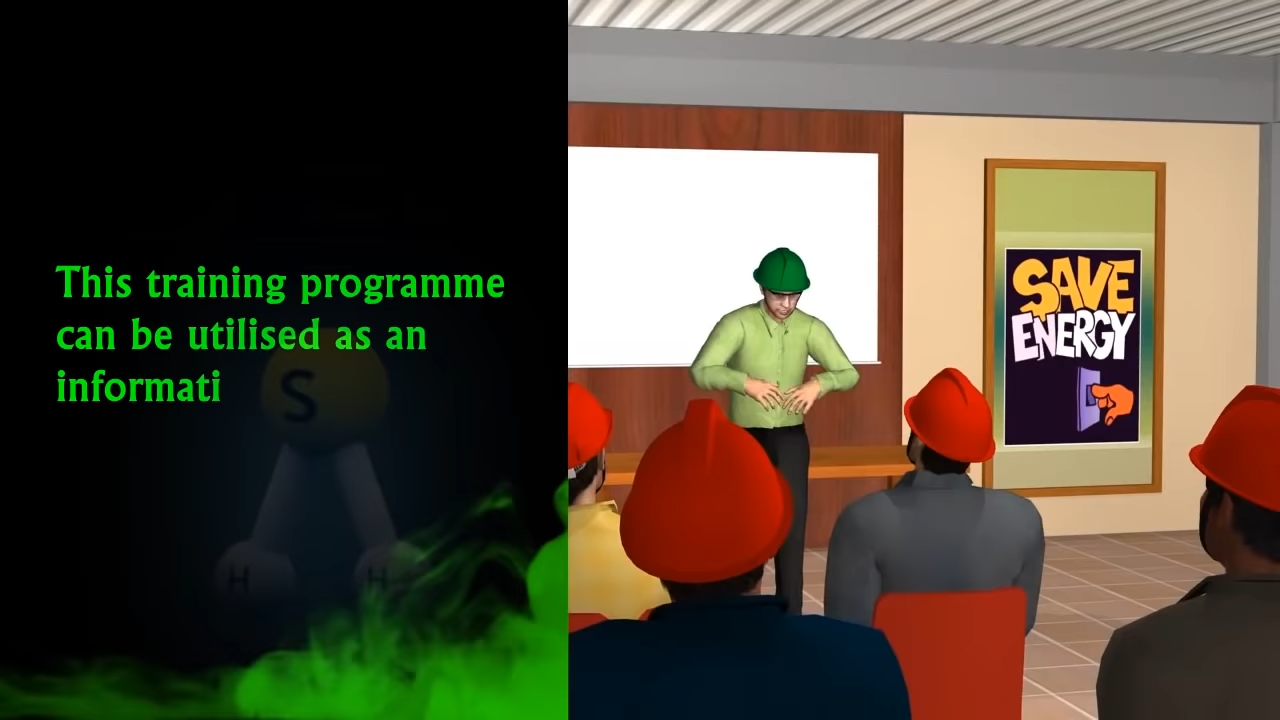 This training programme
can be utilised as an
informati
S
H
H
SAVE
ENERGY